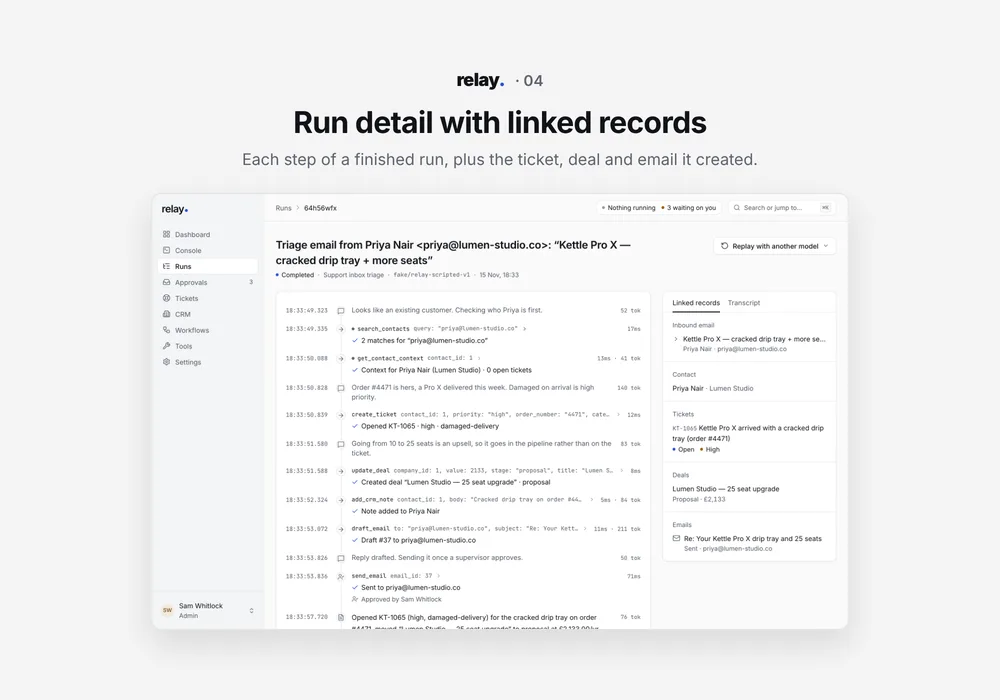 relay. · 04
Run detail with linked records
Each step of a finished run, plus the ticket, deal and email it created.
relay.
Dashboard
Console
Runs
Approvals 3
Tickets
CRM
Workflows
Tools
Settings
SW
Sam Whitlock
Admin
Runs > 64h56wfx
Nothing running
3 waiting on you
Search or jump to... ⌘K
Triage email from Priya Nair <priya@lumen-studio.co>: “Kettle Pro X —
cracked drip tray + more seats”
Completed · Support inbox triage · fake/relay-scripted-v1 · 15 Nov, 18:33
Replay with another model
18:33:49.323 Looks like an existing customer. Checking who Priya is first. 52 tok
18:33:49.335 search_contacts query: "priya@lumen-studio.co" › 17ms
✓ 2 matches for “priya@lumen-studio.co”
18:33:50.088 get_contact_context contact_id: 1 › 13ms · 41 tok
✓ Context for Priya Nair (Lumen Studio) · 0 open tickets
18:33:50.828 Order #4471 is hers, a Pro X delivered this week. Damaged on arrival is high 140 tok
priority.
18:33:50.839 create_ticket contact_id: 1, priority: "high", order_number: "4471", cate… › 12ms
✓ Opened KT-1065 · high · damaged-delivery
18:33:51.580 Going from 10 to 25 seats is an upsell, so it goes in the pipeline rather than on the 83 tok
ticket.
18:33:51.588 update_deal company_id: 1, value: 2133, stage: "proposal", title: "Lumen S… › 8ms
✓ Created deal “Lumen Studio — 25 seat upgrade” · proposal
18:33:52.324 add_crm_note contact_id: 1, body: "Cracked drip tray on order #44… › 5ms · 84 tok
✓ Note added to Priya Nair
18:33:53.072 draft_email to: "priya@lumen-studio.co", subject: "Re: Your Kett… › 11ms · 211 tok
✓ Draft #37 to priya@lumen-studio.co
18:33:53.826 Reply drafted. Sending it once a supervisor approves. 50 tok
18:33:53.836 send_email email_id: 37 › 71ms
✓ Sent to priya@lumen-studio.co
Approved by Sam Whitlock
18:33:57.720 Opened KT-1065 (high, damaged-delivery) for the cracked drip tray on order 76 tok
#4471, moved “Lumen Studio — 25 seat upgrade” to proposal at £2,133.00/yr
Linked records
Transcript
Inbound email
› Kettle Pro X — cracked drip tray + more se…
Priya Nair · priya@lumen-studio.co
Contact
Priya Nair · Lumen Studio
Tickets
KT-1065 Kettle Pro X arrived with a cracked drip
tray (order #4471)
Open High
Deals
Lumen Studio — 25 seat upgrade
Proposal · £2,133
Emails
Re: Your Kettle Pro X drip tray and 25 seats
Sent · priya@lumen-studio.co